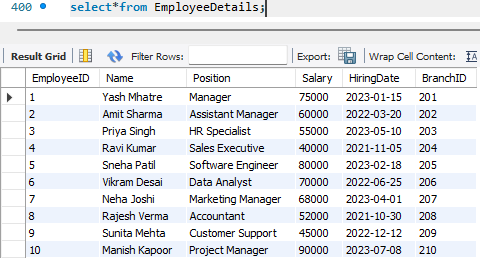 400 select*from EmployeeDetails;
Result Grid Filter Rows: Export: Wrap Cell Content:
EmployeeID Name Position Salary HiringDate BranchID
1 Yash Mhatre Manager 75000 2023-01-15 201
2 Amit Sharma Assistant Manager 60000 2022-03-20 202
3 Priya Singh HR Specialist 55000 2023-05-10 203
4 Ravi Kumar Sales Executive 40000 2021-11-05 204
5 Sneha Patil Software Engineer 80000 2023-02-18 205
6 Vikram Desai Data Analyst 70000 2022-06-25 206
7 Neha Joshi Marketing Manager 68000 2023-04-01 207
8 Rajesh Verma Accountant 52000 2021-10-30 208
9 Sunita Mehta Customer Support 45000 2022-12-12 209
10 Manish Kapoor Project Manager 90000 2023-07-08 210